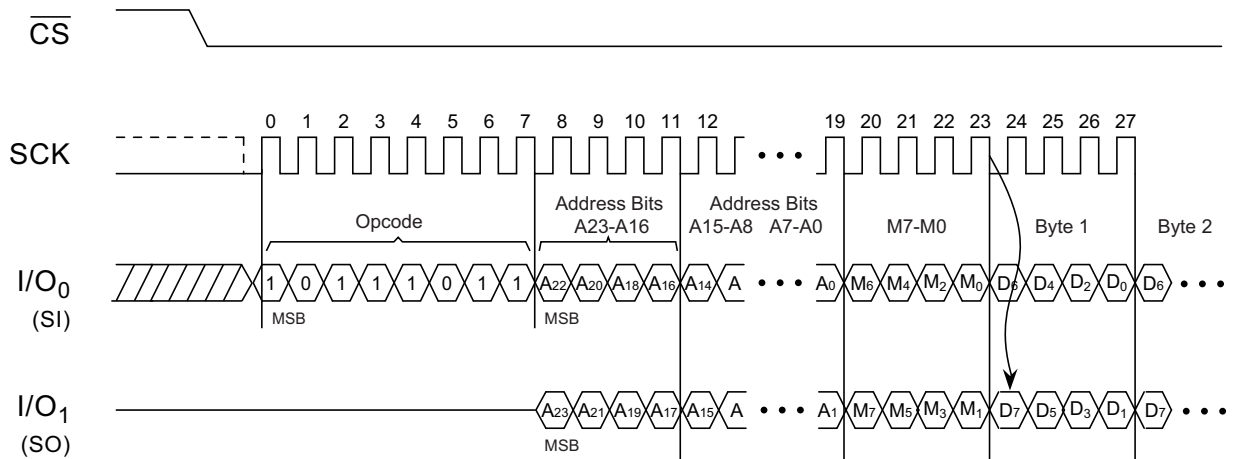 CS
0 1 2 3 4 5 6 7 8 9 10 11 12 19 20 21 22 23 24 25 26 27
SCK
• • •
Opcode
Address Bits
A23-A16
Address Bits
A15-A8 A7-A0
M7-M0
Byte 1
Byte 2
I/O0
(SI)
1 0 1 1 1 0 1 1 A22 A20 A18 A16 A14 A • • • A0 M6 M4 M2 M0 D6 D4 D2 D0 D6 • • •
MSB MSB
I/O1
(SO)
A23 A21 A19 A17 A15 A • • • A1 M7 M5 M3 M1 D7 D5 D3 D1 D7 • • •
MSB